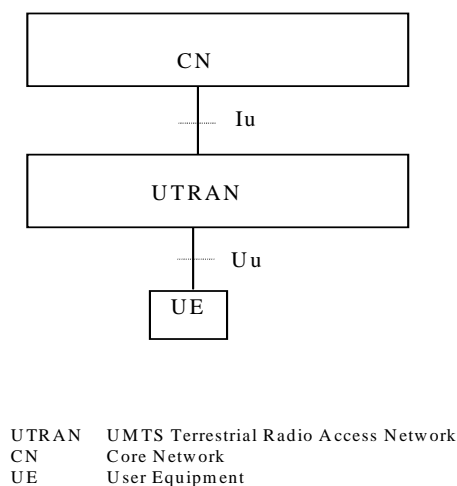 CN
Iu
UTRAN
Uu
UE
UTRAN UMTS Terrestrial Radio Access Network
CN Core Network
UE User Equipment